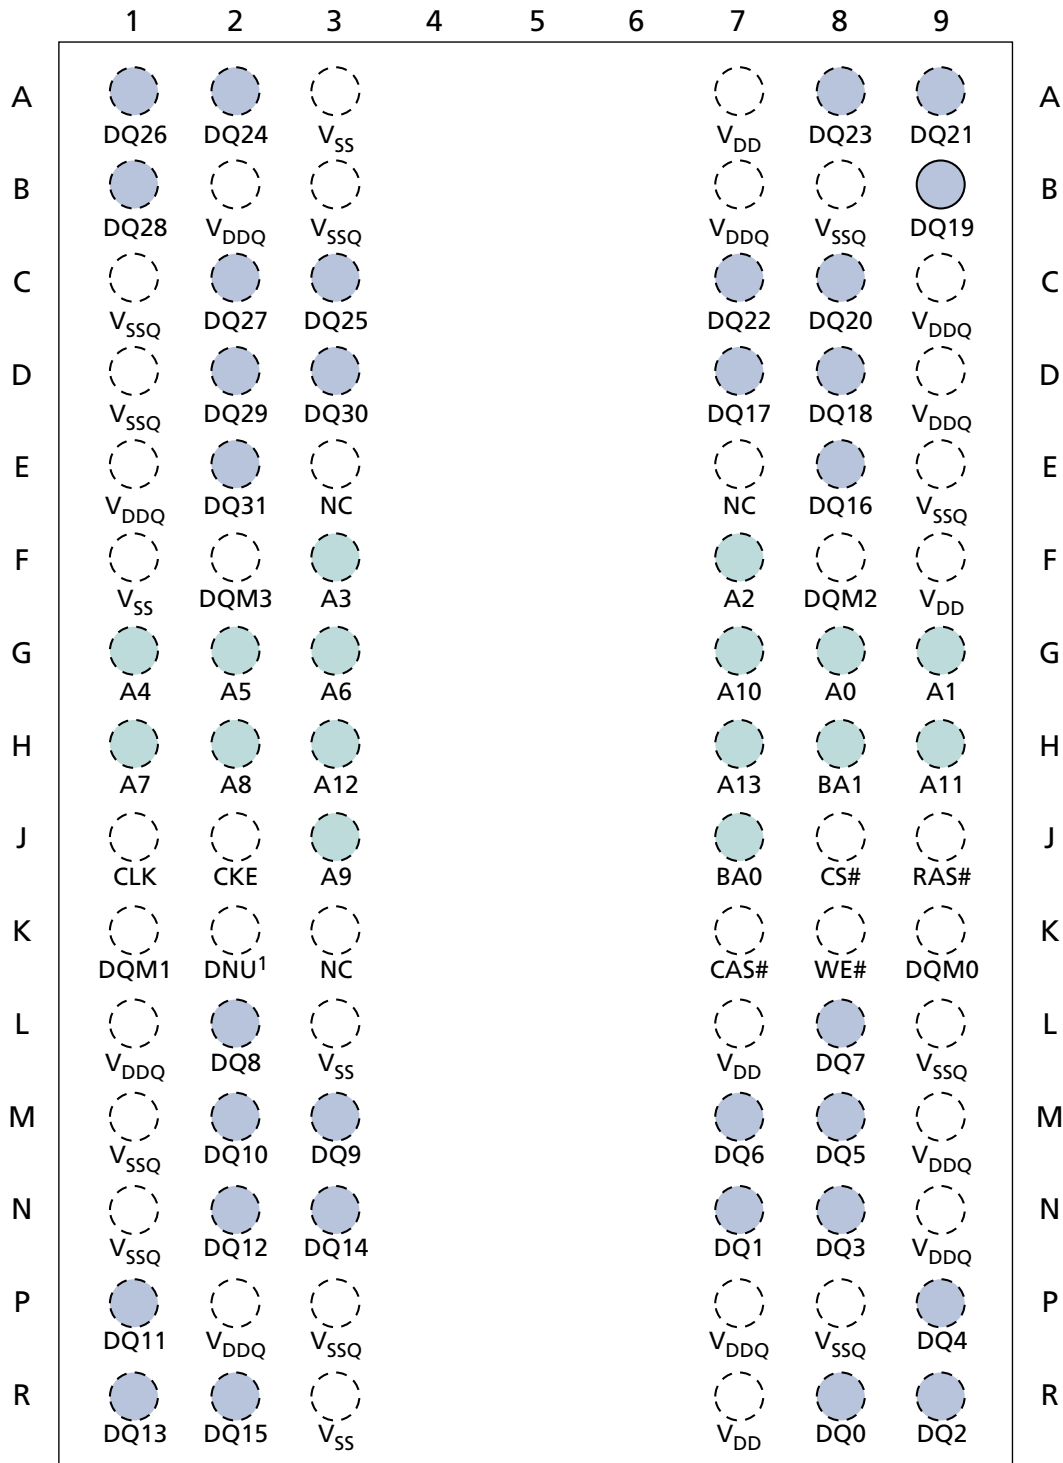 1 2 3 4 5 6 7 8 9
A A
DQ26 DQ24 VSS VDD DQ23 DQ21
B B
DQ28 VDDQ VSSQ VDDQ VSSQ DQ19
C C
VSSQ DQ27 DQ25 DQ22 DQ20 VDDQ
D D
VSSQ DQ29 DQ30 DQ17 DQ18 VDDQ
E E
VDDQ DQ31 NC NC DQ16 VSSQ
F F
VSS DQM3 A3 A2 DQM2 VDD
G G
A4 A5 A6 A10 A0 A1
H H
A7 A8 A12 A13 BA1 A11
J J
CLK CKE A9 BA0 CS# RAS#
K K
DQM1 DNU1 NC CAS# WE# DQM0
L L
VDDQ DQ8 VSS VDD DQ7 VSSQ
M M
VSSQ DQ10 DQ9 DQ6 DQ5 VDDQ
N N
VSSQ DQ12 DQ14 DQ1 DQ3 VDDQ
P P
DQ11 VDDQ VSSQ VDDQ VSSQ DQ4
R R
DQ13 DQ15 VSS VDD DQ0 DQ2